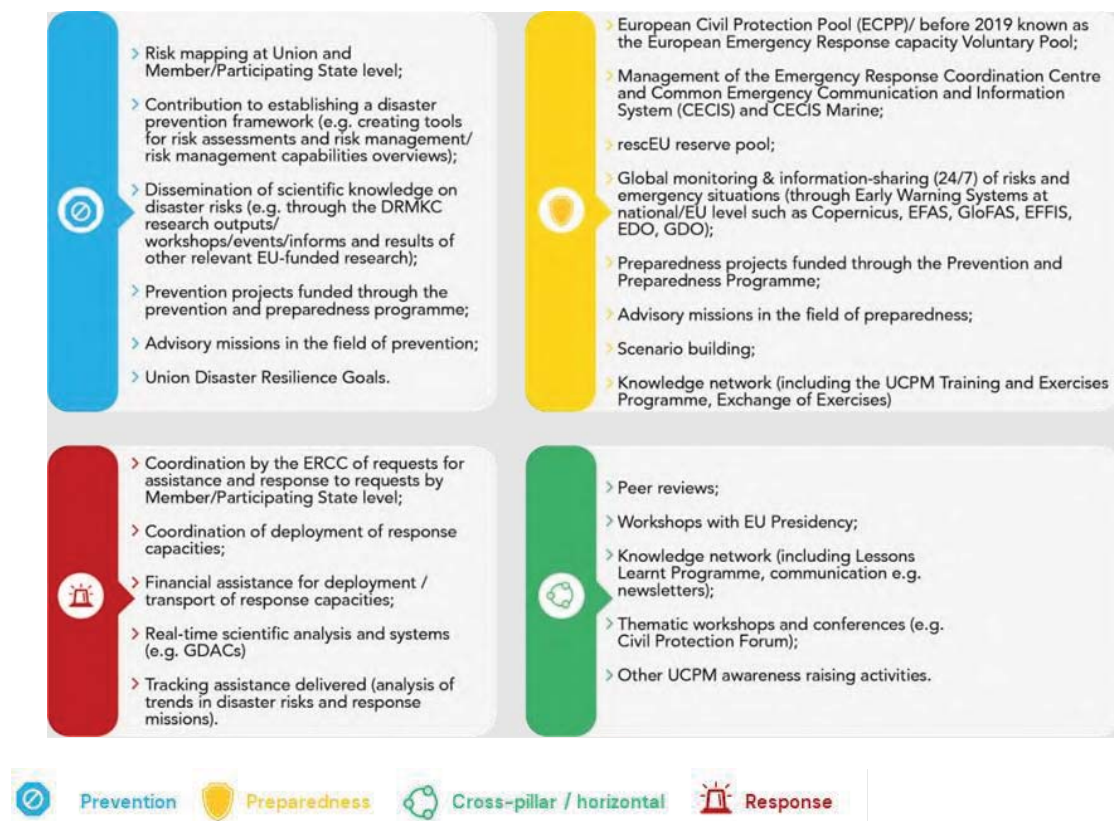 > Risk mapping at Union and
Member/Participating State level;
> Contribution to establishing a disaster
prevention framework (e.g. creating tools
for risk assessments and risk management/
risk management capabilities overviews);
> Dissemination of scientific knowledge on
disaster risks (e.g. through the DRMKC
research outputs/
workshops/events/informs and results of
other relevant EU-funded research);
> Prevention projects funded through the
prevention and preparedness programme;
> Advisory missions in the field of prevention;
> Union Disaster Resilience Goals.
> European Civil Protection Pool (ECPP)/ before 2019 known as
the European Emergency Response capacity Voluntary Pool;
> Management of the Emergency Response Coordination Centre
and Common Emergency Communication and Information
System (CECIS) and CECIS Marine;
> rescEU reserve pool;
> Global monitoring & information-sharing (24/7) of risks and
emergency situations (through Early Warning Systems at
national/EU level such as Copernicus, EFAS, GloFAS, EFFIS,
EDO, GDO);
> Preparedness projects funded through the Prevention and
Preparedness Programme;
> Advisory missions in the field of preparedness;
> Scenario building;
> Knowledge network (including the UCPM Training and Exercises
Programme, Exchange of Exercises)
> Coordination by the ERCC of requests for
assistance and response to requests by
Member/Participating State level;
> Coordination of deployment of response
capacities;
> Financial assistance for deployment /
transport of response capacities;
> Real-time scientific analysis and systems
(e.g. GDACs)
> Tracking assistance delivered (analysis of
trends in disaster risks and response
missions).
> Peer reviews;
> Workshops with EU Presidency;
> Knowledge network (including Lessons
Learnt Programme, communication e.g.
newsletters);
> Thematic workshops and conferences (e.g.
Civil Protection Forum);
> Other UCPM awareness raising activities.
Prevention
Preparedness
Cross-pillar / horizontal
Response